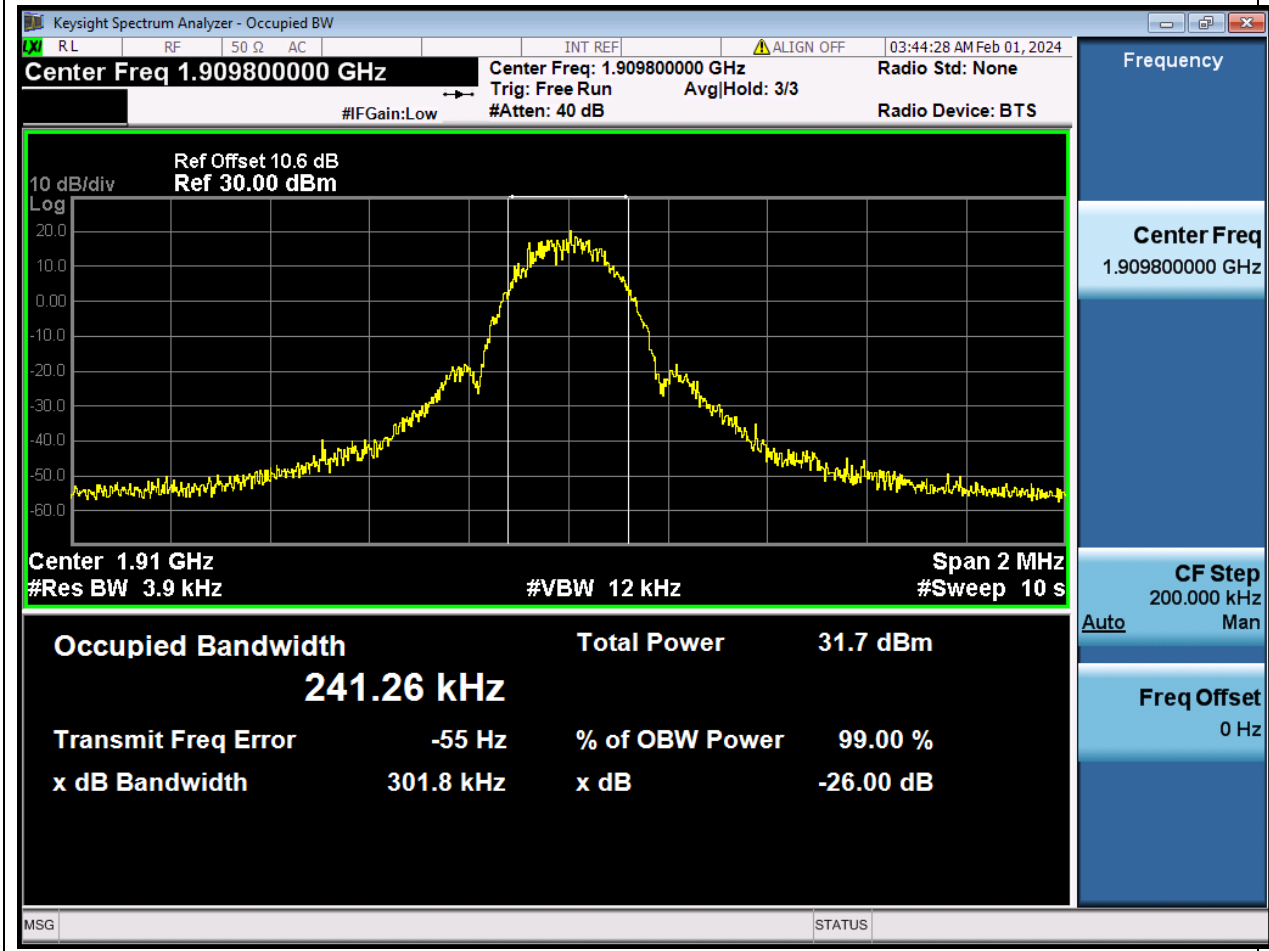 Keysight Spectrum Analyzer - Occupied BW
LXI RL RF 50 Ω AC INT REF ALIGN OFF 03:44:28 AM Feb 01, 2024
Center Freq 1.909800000 GHz Center Freq: 1.909800000 GHz Radio Std: None
Trig: Free Run Avg|Hold: 3/3
#IFGain:Low #Atten: 40 dB Radio Device: BTS
Ref Offset 10.6 dB
10 dB/div Ref 30.00 dBm
Log
20.0
10.0
0.00
-10.0
-20.0
-30.0
-40.0
-50.0
-60.0
Center 1.91 GHz Span 2 MHz
#Res BW 3.9 kHz #VBW 12 kHz #Sweep 10 s
Occupied Bandwidth Total Power 31.7 dBm
241.26 kHz
Transmit Freq Error -55 Hz % of OBW Power 99.00 %
x dB Bandwidth 301.8 kHz x dB -26.00 dB
MSG STATUS
Frequency
Center Freq
1.909800000 GHz
CF Step
200.000 kHz
Auto Man
Freq Offset
0 Hz